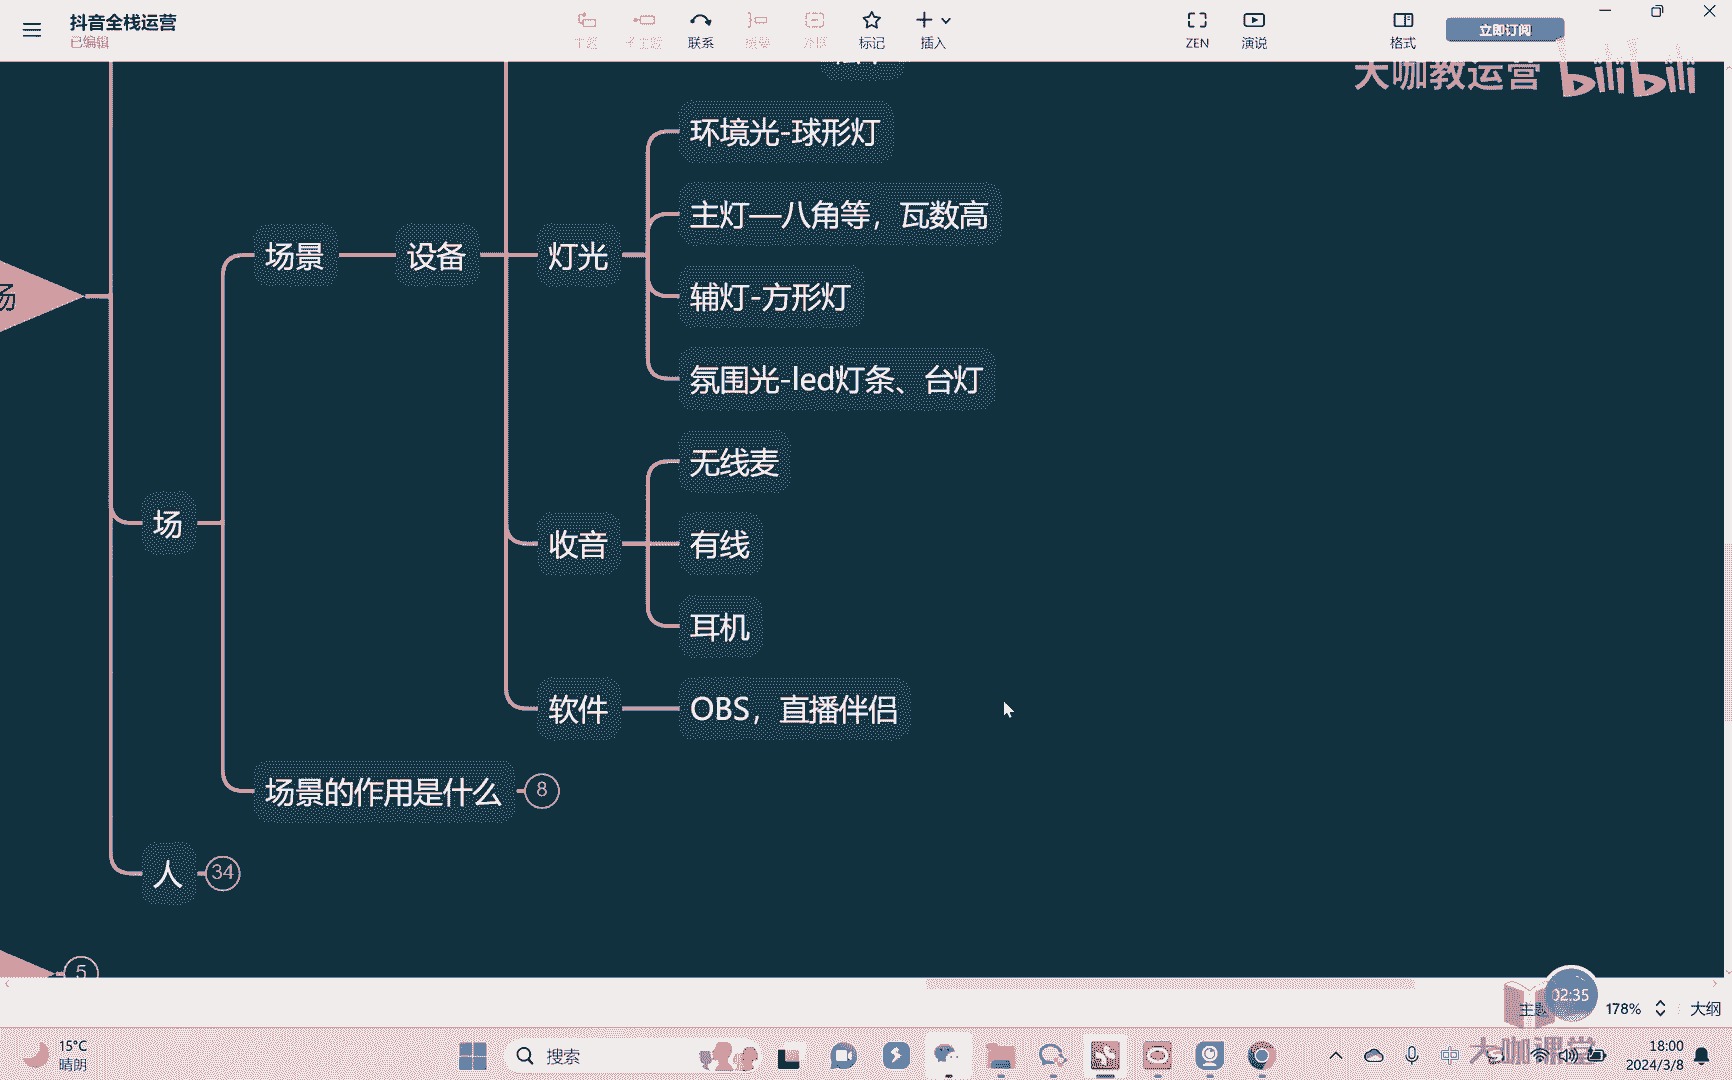 抖音全栈运营
已编辑
主题
子主题
联系
概要
外框
标记
插入
ZEN
演说
格式
立即订阅
大咖教运营 bilibili
环境光-球形灯
主灯—八角等，瓦数高
场景
设备
灯光
辅灯-方形灯
氛围光-led灯条、台灯
无线麦
场
收音
有线
耳机
软件
OBS，直播伴侣
场景的作用是什么
8
人
34
5
主题
02:35
178%
大纲
15°C
晴朗
搜索
中
大咖课堂
18:00
2024/3/8